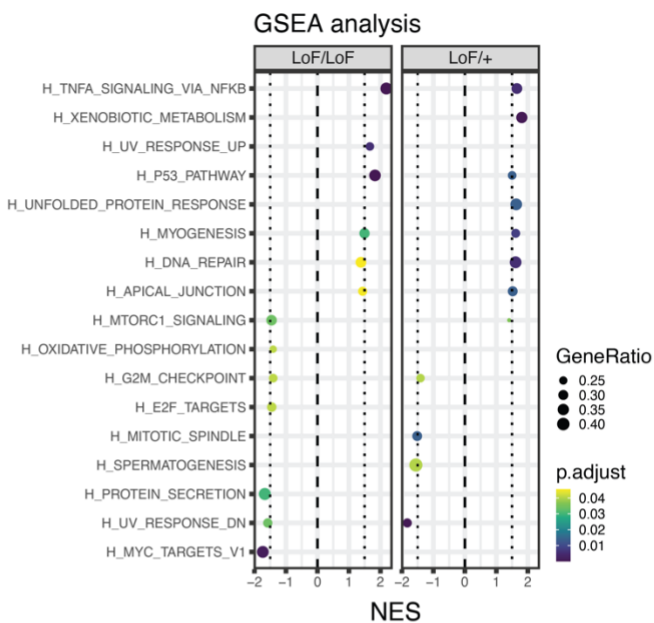 GSEA analysis
LoF/LoF LoF/+
H_TNFA_SIGNALING_VIA_NFKB
H_XENOBIOTIC_METABOLISM
H_UV_RESPONSE_UP
H_P53_PATHWAY
H_UNFOLDED_PROTEIN_RESPONSE
H_MYOGENESIS
H_DNA_REPAIR
H_APICAL_JUNCTION
H_MTORC1_SIGNALING
H_OXIDATIVE_PHOSPHORYLATION
H_G2M_CHECKPOINT
H_E2F_TARGETS
H_MITOTIC_SPINDLE
H_SPERMATOGENESIS
H_PROTEIN_SECRETION
H_UV_RESPONSE_DN
H_MYC_TARGETS_V1
−2 −1 0 1 2 −2 −1 0 1 2
NES
GeneRatio
0.25
0.30
0.35
0.40
p.adjust
0.04
0.03
0.02
0.01